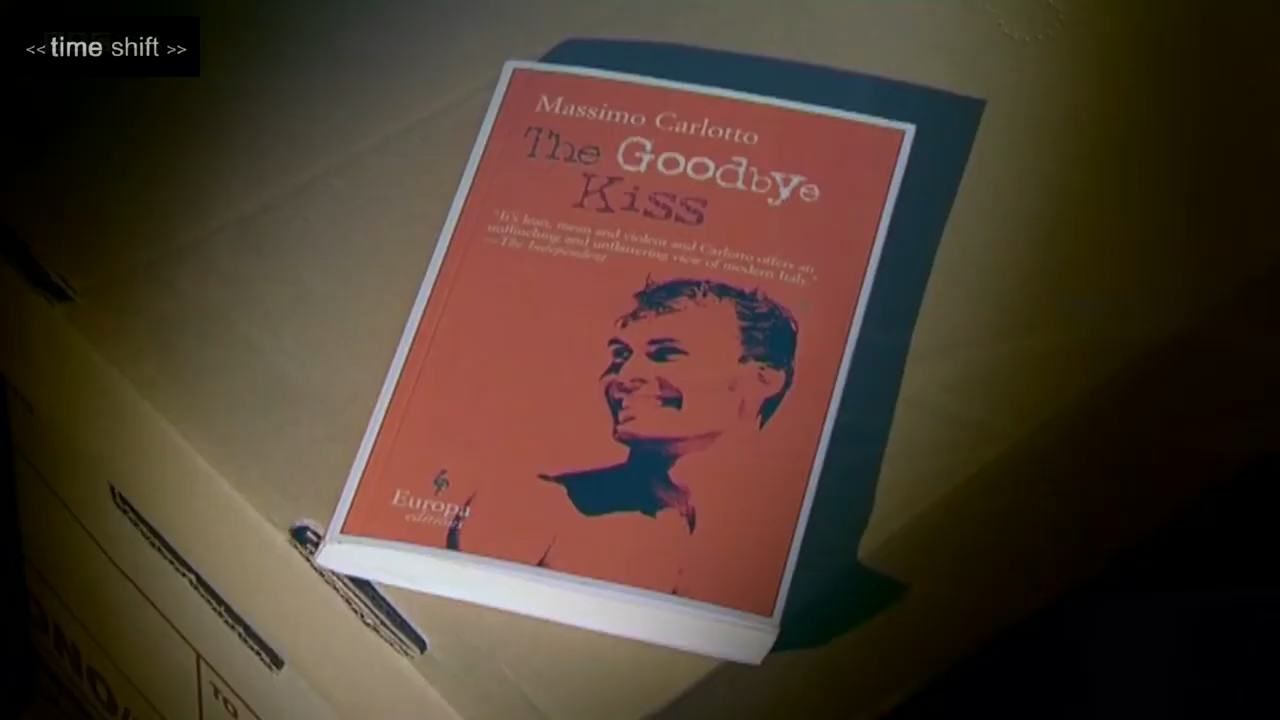 << time shift >>
Massimo Carlotto
The Goodbye
Kiss
"It's lean, mean and violent and Carlotto offers an
unflinching and unflattering view of modern Italy."
—The Independent
Europa
editions
TO